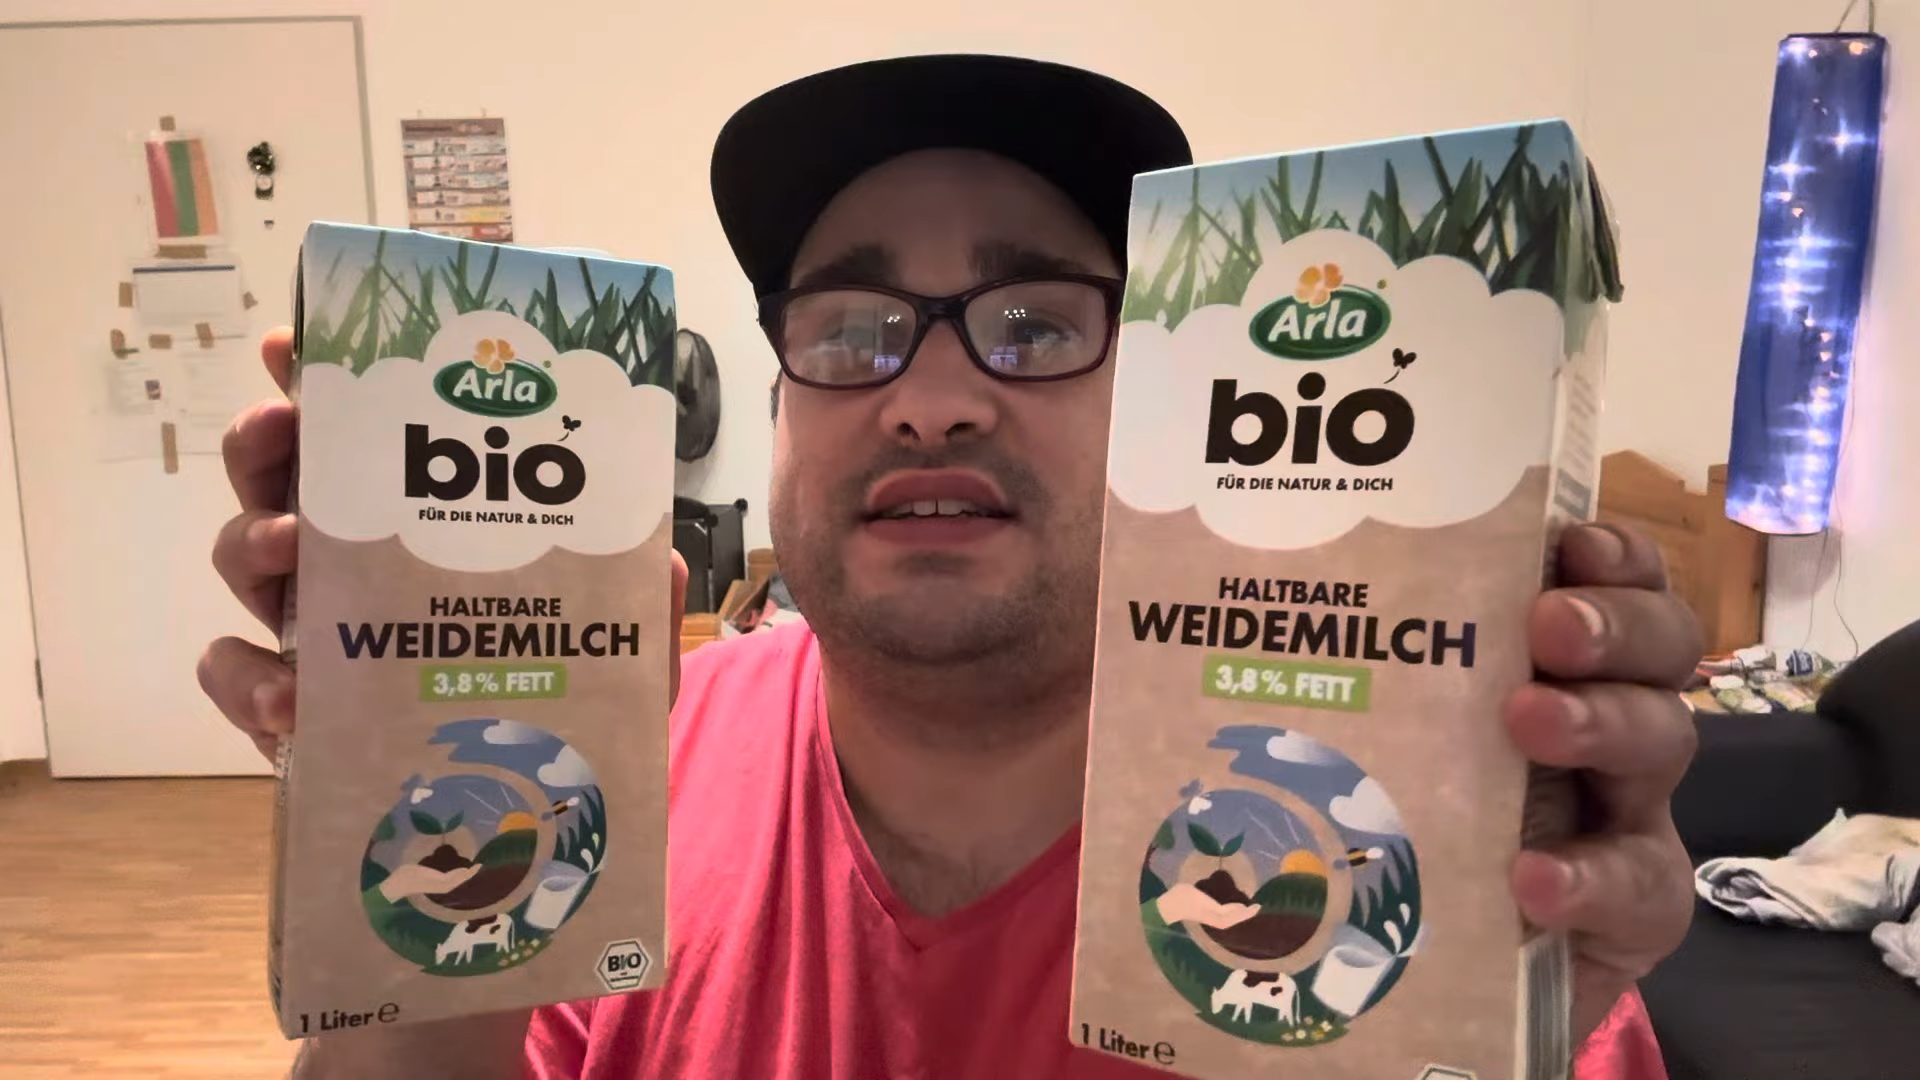 Arla
bio
FÜR DIE NATUR & DICH
HALTBARE
WEIDEMILCH
3,8% FETT
BIO
1 Liter e
Arla
bio
FÜR DIE NATUR & DICH
HALTBARE
WEIDEMILCH
3,8% FETT
1 Liter e